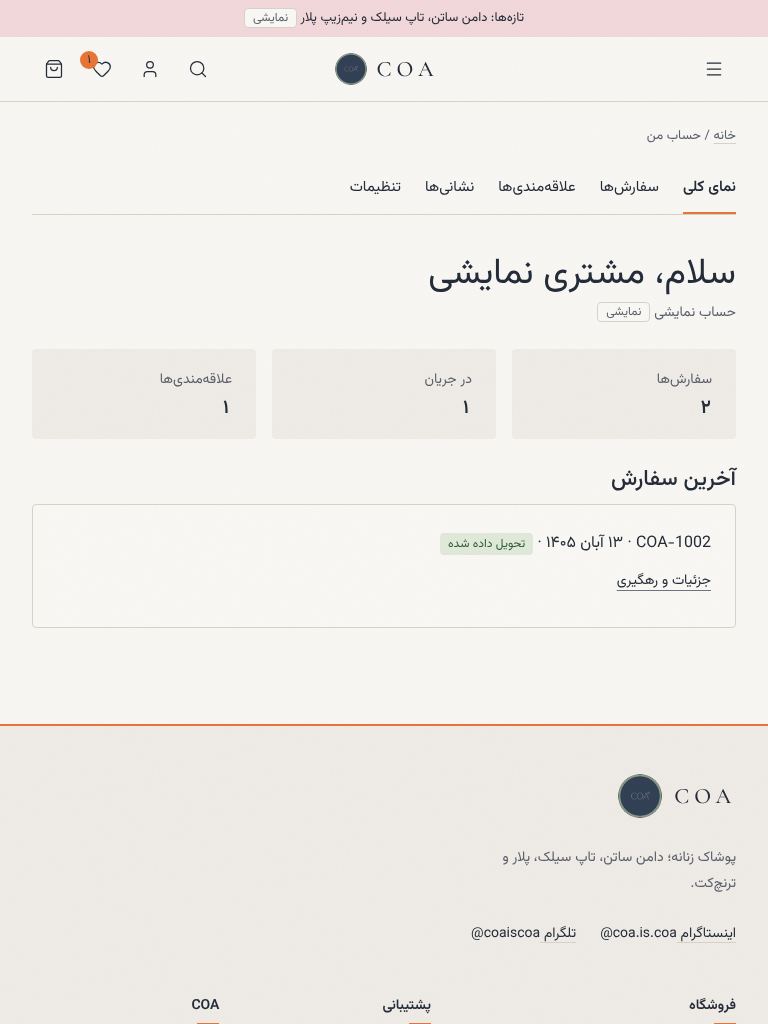 تازه‌ها: دامن ساتن، تاپ سیلک و نیم‌زیپ پلار نمایشی
COA
۱
خانه / حساب من
نمای کلی سفارش‌ها علاقه‌مندی‌ها نشانی‌ها تنظیمات
سلام، مشتری نمایشی
حساب نمایشی نمایشی
سفارش‌ها
۲
در جریان
۱
علاقه‌مندی‌ها
۱
آخرین سفارش
COA-1002 · ۱۳ آبان ۱۴۰۵ · تحویل داده شده
جزئیات و رهگیری
COA
پوشاک زنانه؛ دامن ساتن، تاپ سیلک، پلار و
ترنچ‌کت.
اینستاگرام @coa.is.coa تلگرام @coaiscoa
فروشگاه پشتیبانی COA